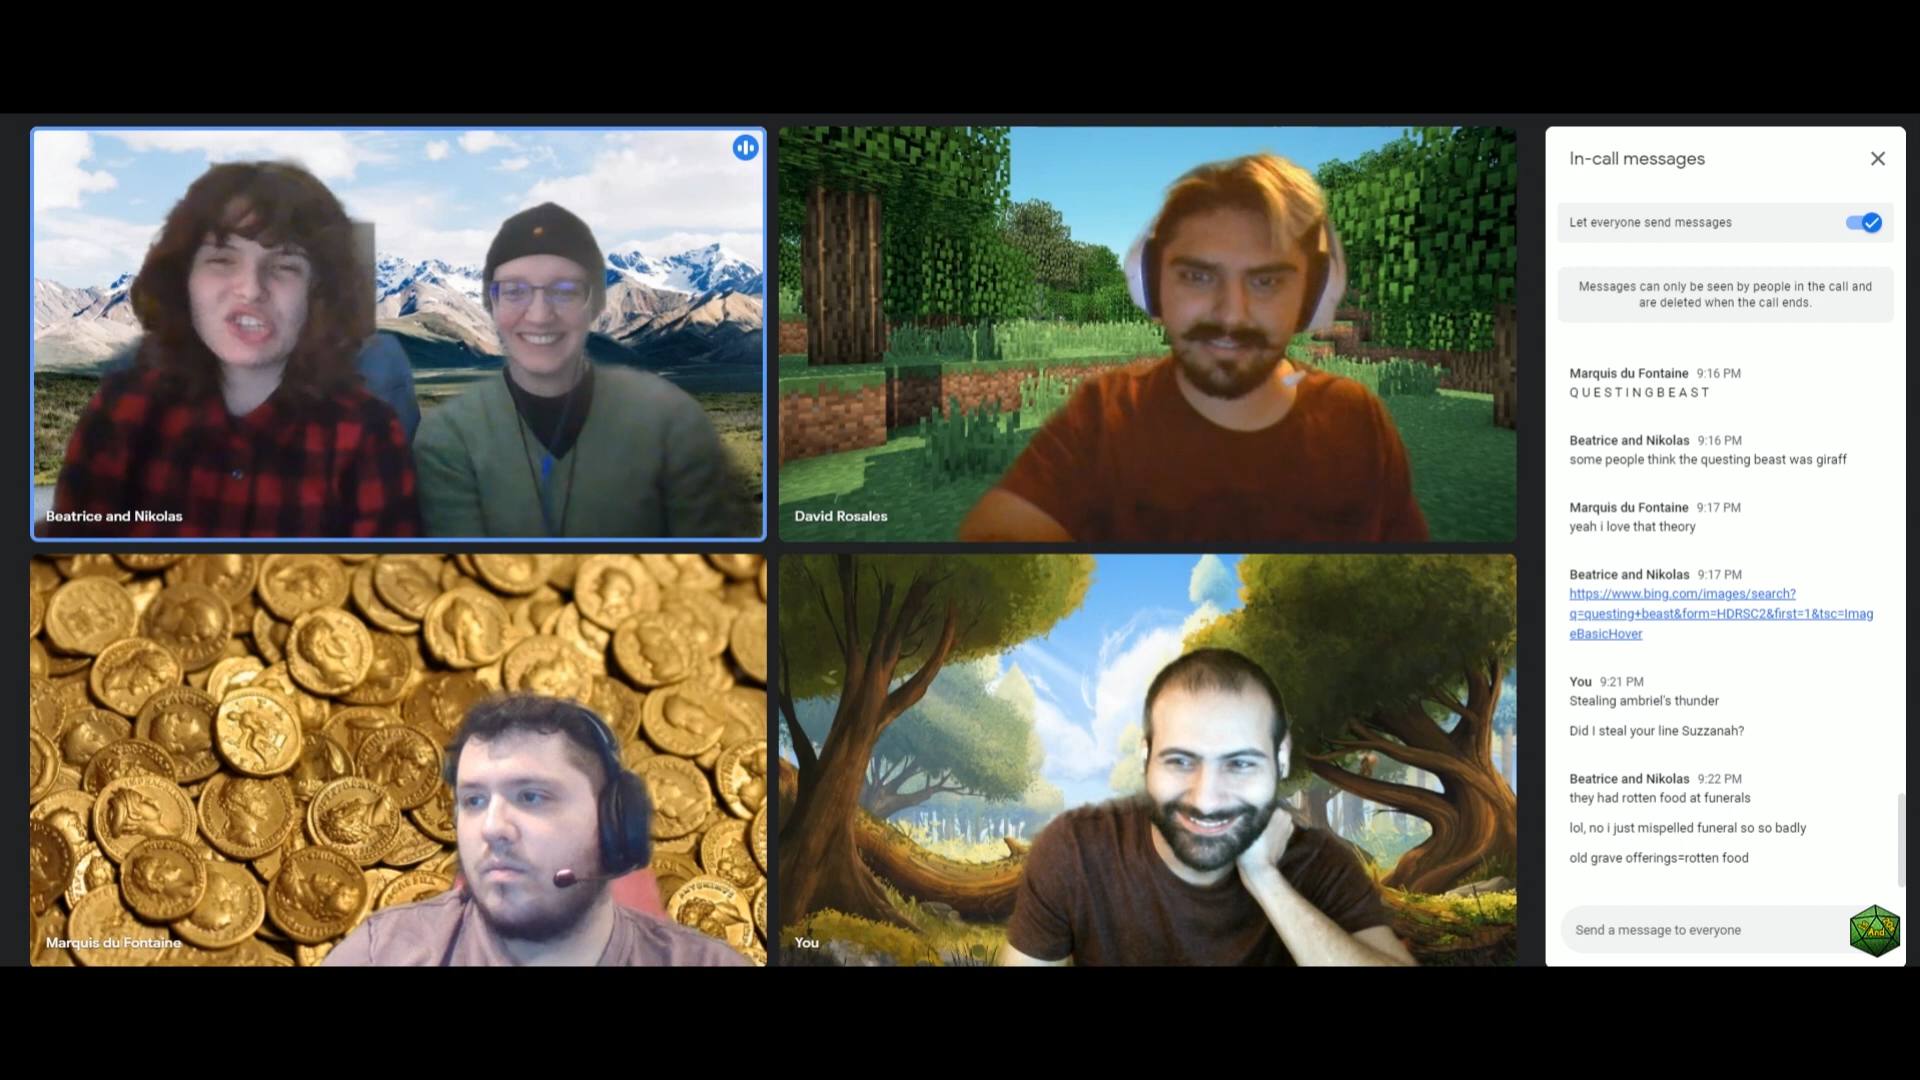 Beatrice and Nikolas
David Rosales
Marquis du Fontaine
You
In-call messages
Let everyone send messages
Messages can only be seen by people in the call and
are deleted when the call ends.
Marquis du Fontaine 9:16 PM
Q U E S T I N G B E A S T
Beatrice and Nikolas 9:16 PM
some people think the questing beast was giraff
Marquis du Fontaine 9:17 PM
yeah i love that theory
Beatrice and Nikolas 9:17 PM
https://www.bing.com/images/search?
q=questing+beast&form=HDRSC2&first=1&tsc=Imag
eBasicHover
You 9:21 PM
Stealing ambriel's thunder
Did I steal your line Suzzanah?
Beatrice and Nikolas 9:22 PM
they had rotten food at funerals
lol, no i just mispelled funeral so so badly
old grave offerings=rotten food
Send a message to everyone
And